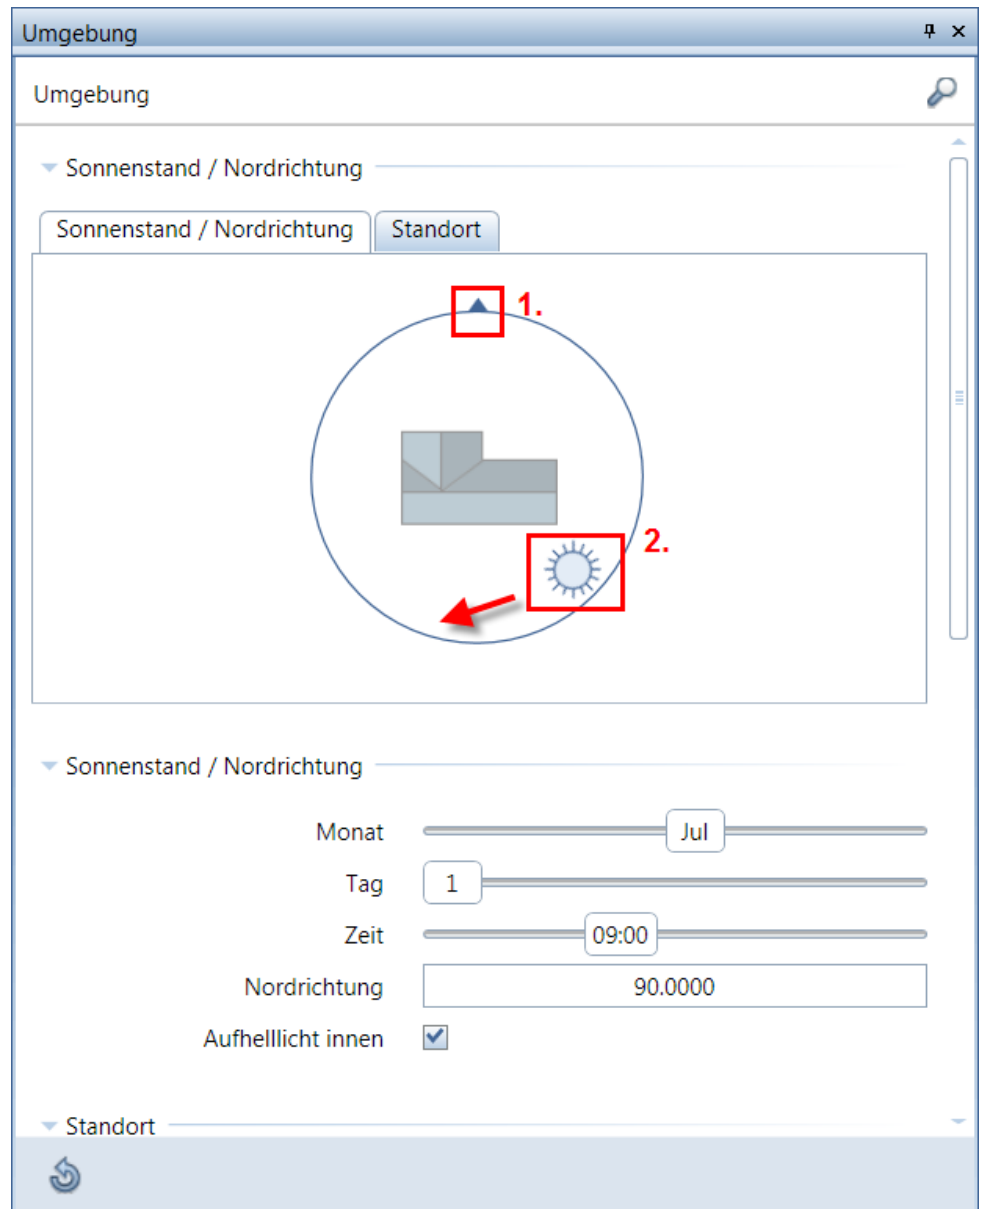 Umgebung
Umgebung
Sonnenstand / Nordrichtung
Sonnenstand / Nordrichtung Standort
1.
2.
Sonnenstand / Nordrichtung
Monat Jul
Tag 1
Zeit 09:00
Nordrichtung 90.0000
Aufhelllicht innen
Standort